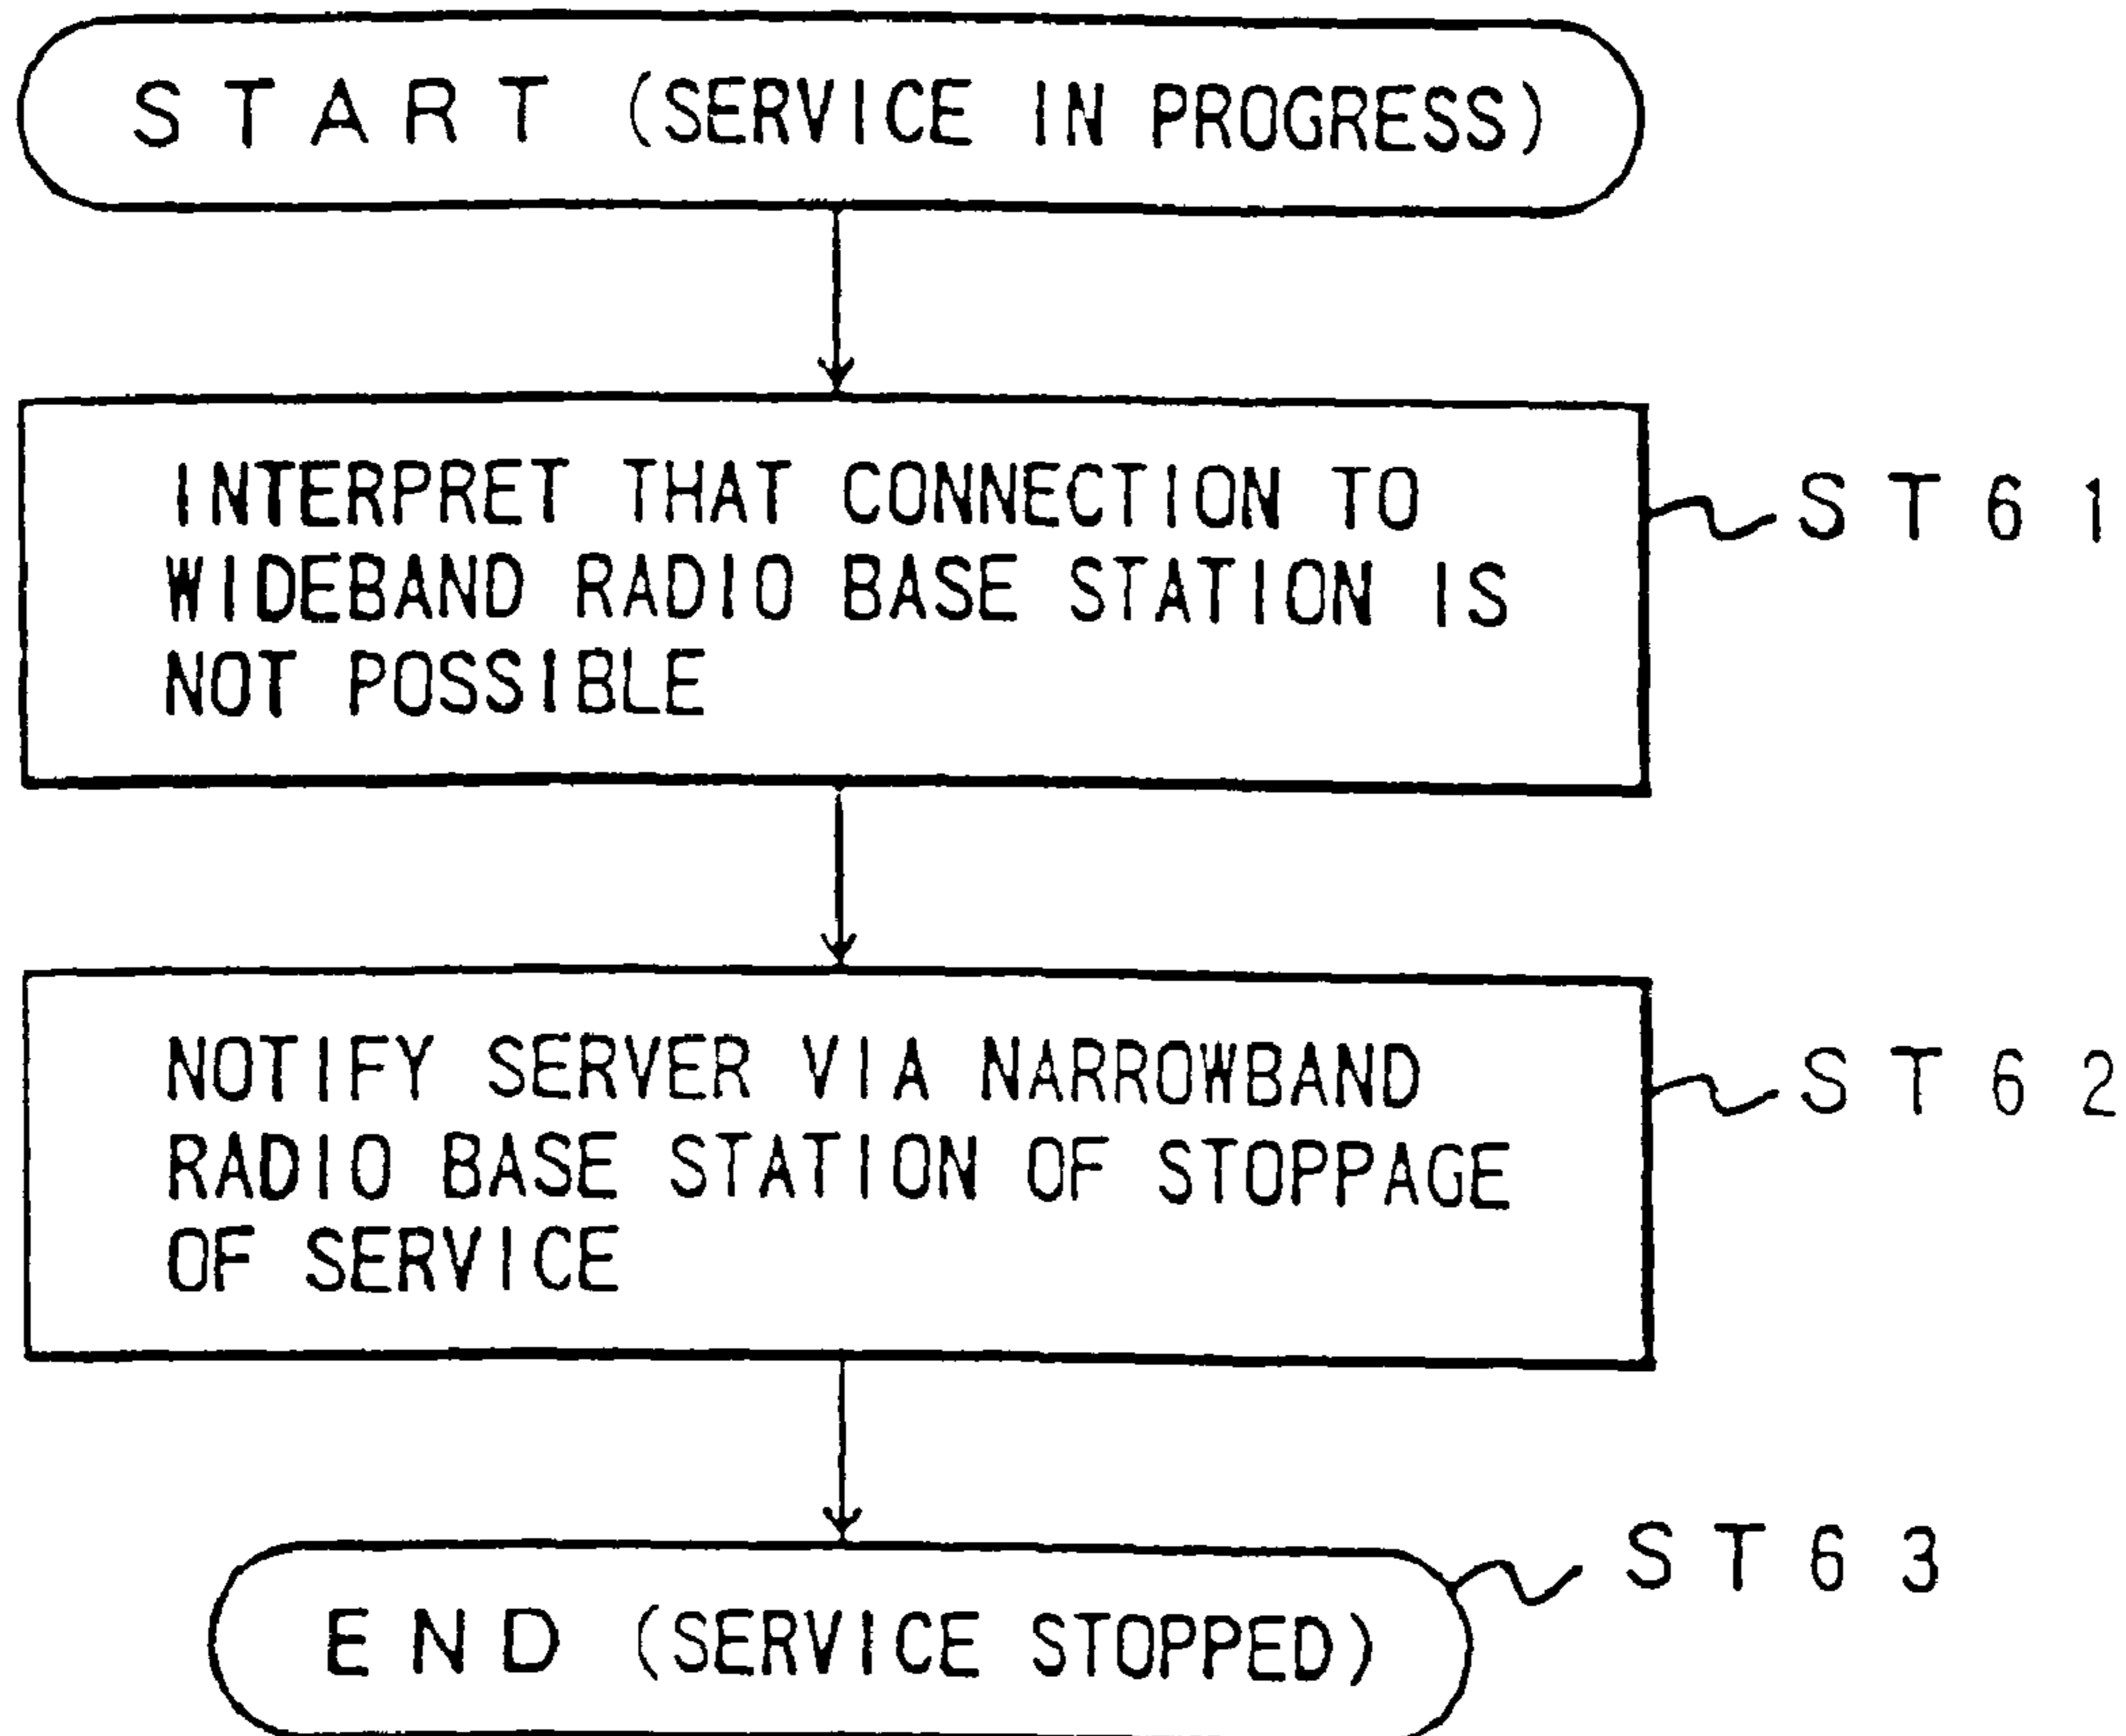 START (SERVICE IN PROGRESS)
INTERPRET THAT CONNECTION TO
WIDEBAND RADIO BASE STATION IS
NOT POSSIBLE
ST61
NOTIFY SERVER VIA NARROWBAND
RADIO BASE STATION OF STOPPAGE
OF SERVICE
ST62
END (SERVICE STOPPED)
ST63